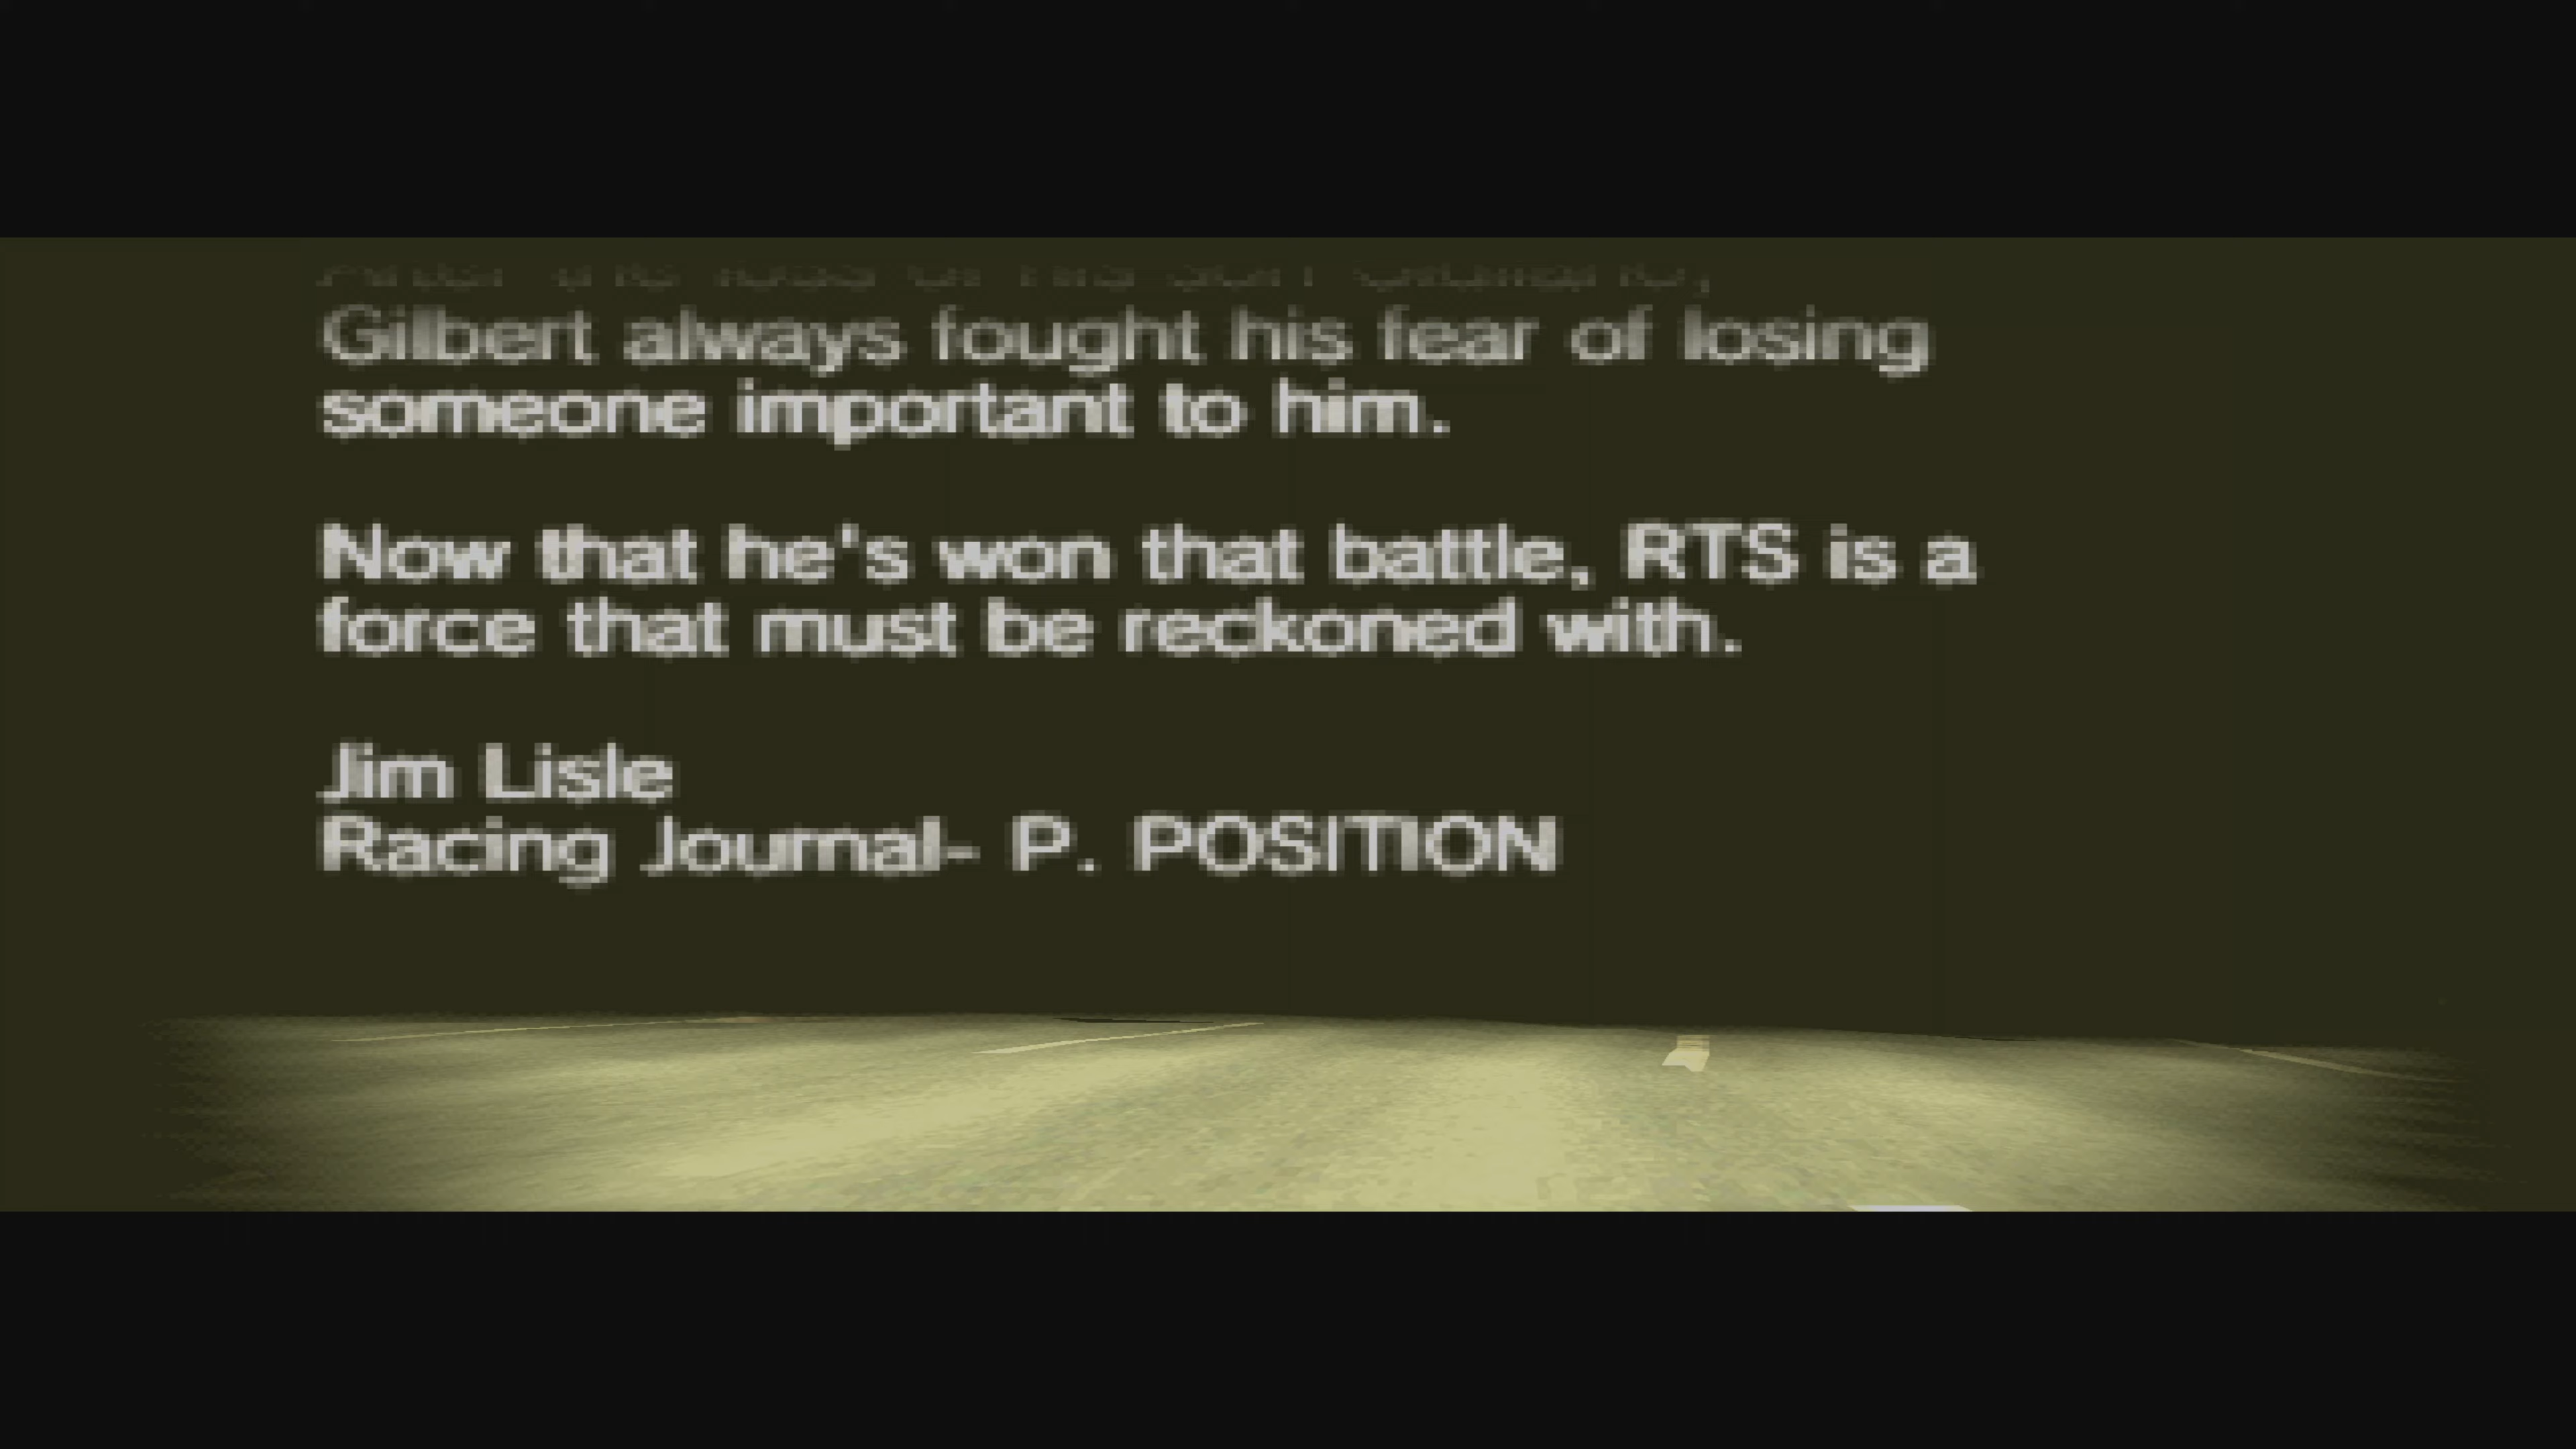 Gilbert always fought his fear of losing
someone important to him.
Now that he's won that battle, RTS is a
force that must be reckoned with.
Jim Lisle
Racing Journal- P. POSITION